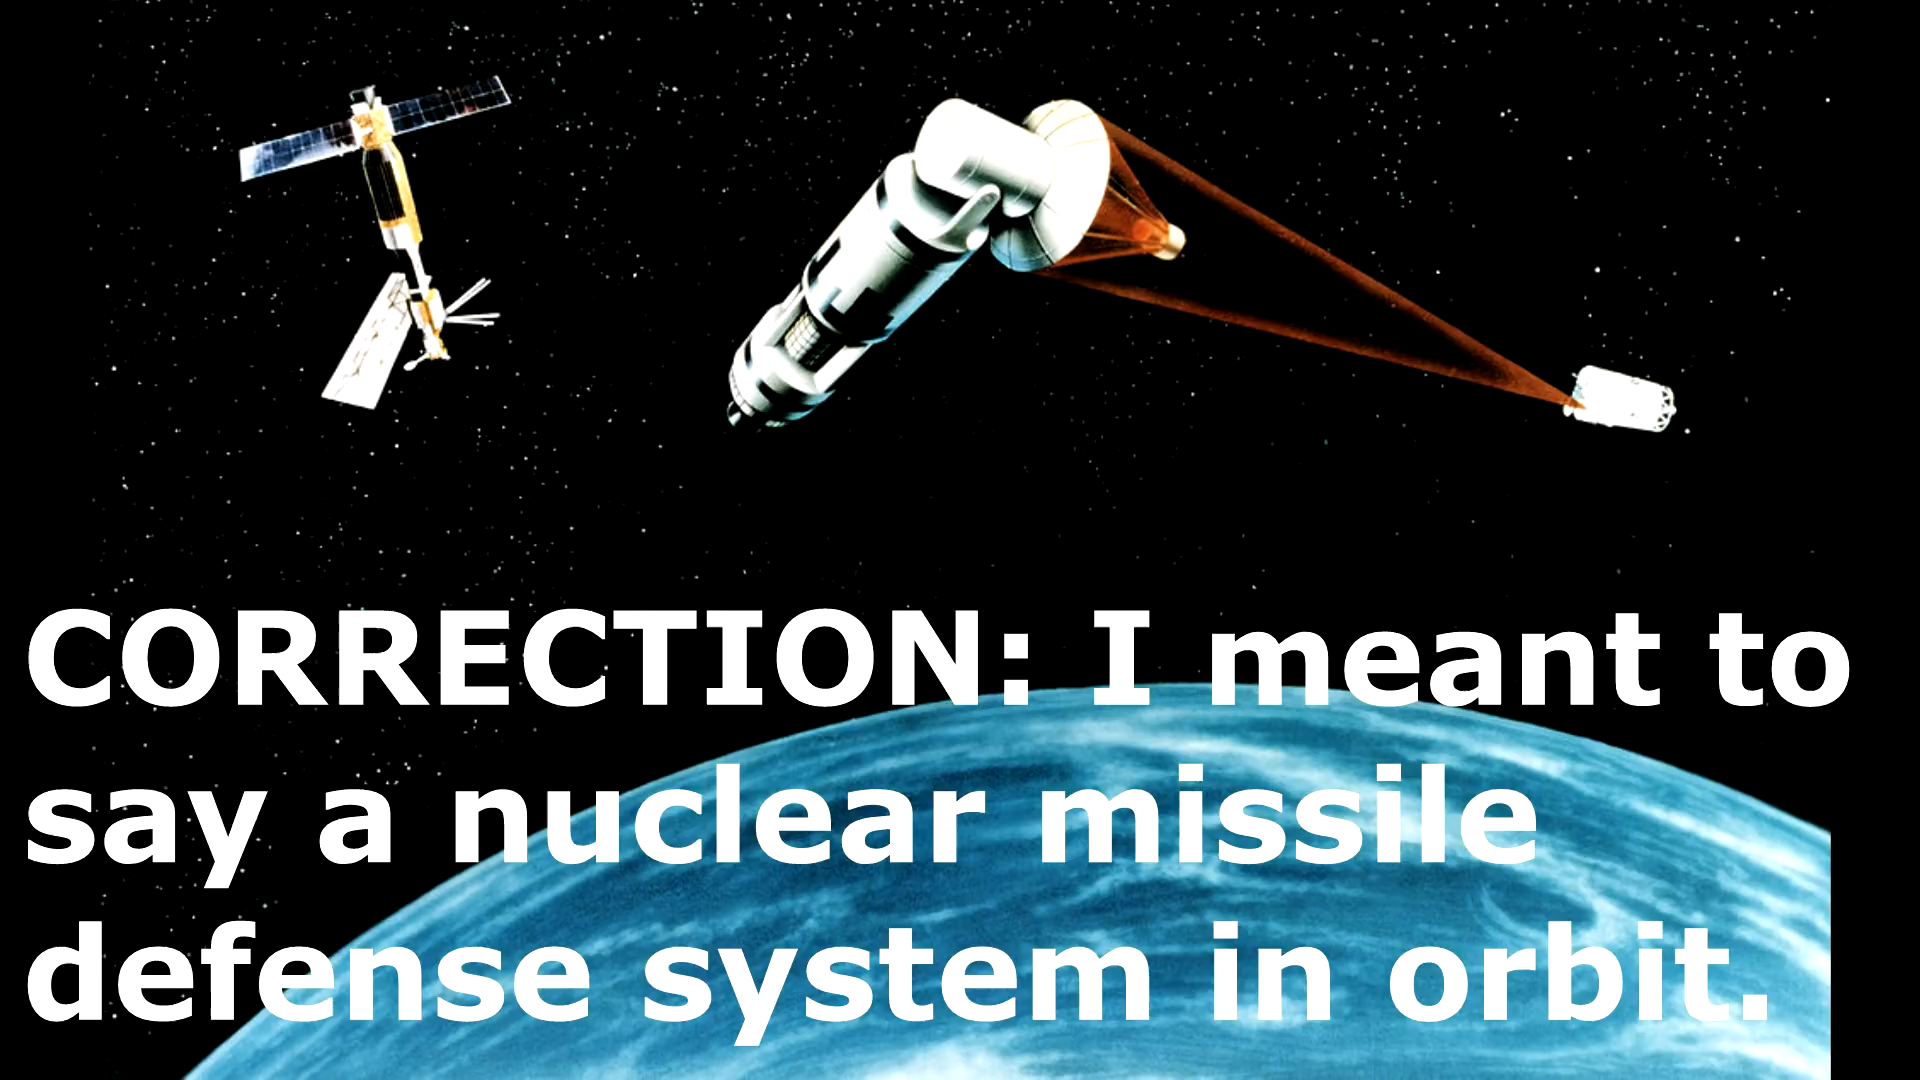 CORRECTION: I meant to
say a nuclear missile
defense system in orbit.